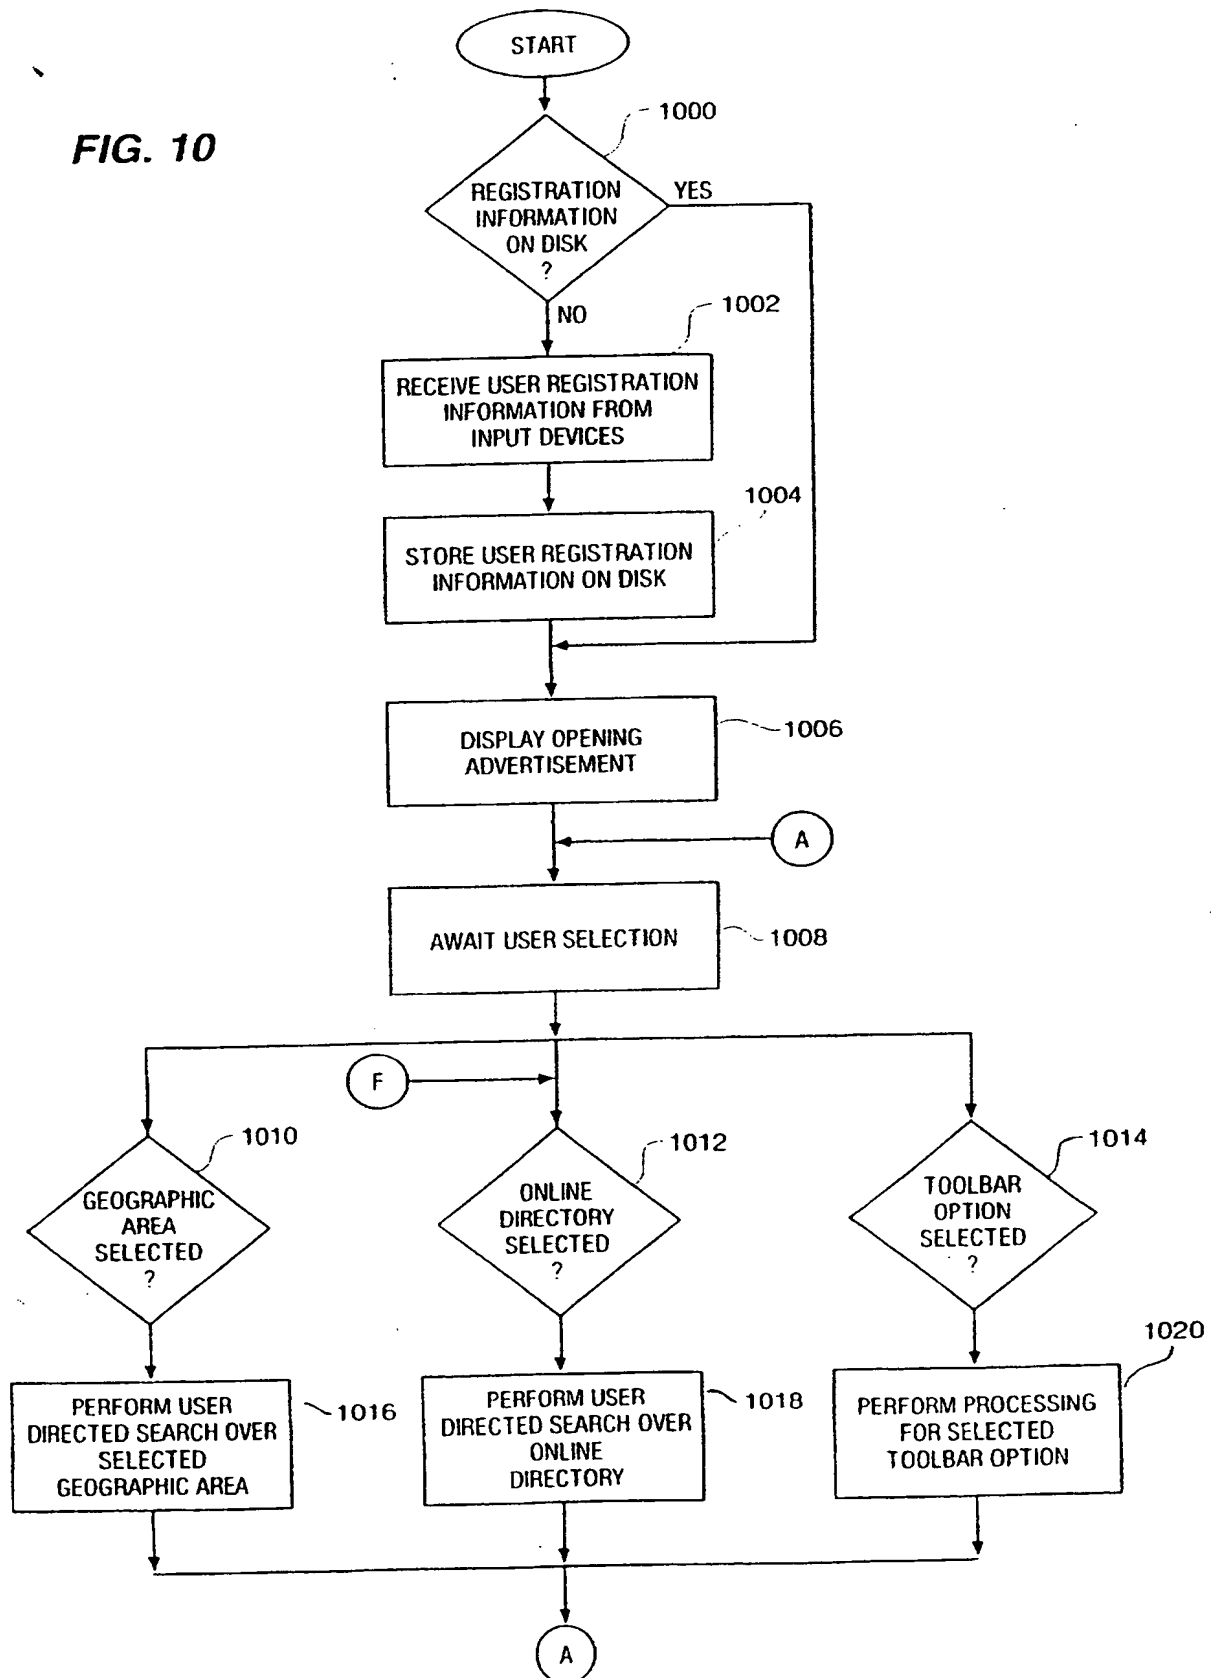 START
1000
FIG. 10
REGISTRATION
INFORMATION
ON DISK
?
YES
NO
1002
RECEIVE USER REGISTRATION
INFORMATION FROM
INPUT DEVICES
1004
STORE USER REGISTRATION
INFORMATION ON DISK
DISPLAY OPENING
ADVERTISEMENT
1006
A
AWAIT USER SELECTION
1008
F
1010
GEOGRAPHIC
AREA
SELECTED
?
1012
ONLINE
DIRECTORY
SELECTED
?
1014
TOOLBAR
OPTION
SELECTED
?
PERFORM USER
DIRECTED SEARCH OVER
SELECTED
GEOGRAPHIC AREA
1016
PERFORM USER
DIRECTED SEARCH OVER
ONLINE
DIRECTORY
1018
1020
PERFORM PROCESSING
FOR SELECTED
TOOLBAR OPTION
A